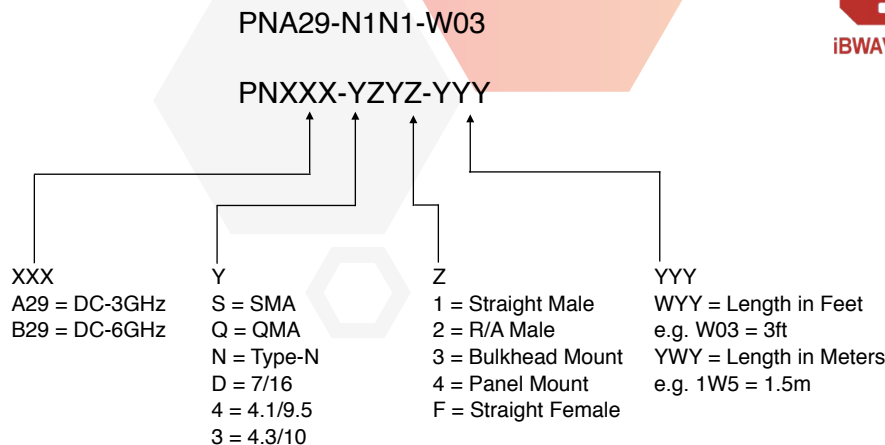 PNA29-N1N1-W03
PNXXX-YZYZ-YYY
XXX
A29 = DC-3GHz
B29 = DC-6GHz
Y
S = SMA
Q = QMA
N = Type-N
D = 7/16
4 = 4.1/9.5
3 = 4.3/10
Z
1 = Straight Male
2 = R/A Male
3 = Bulkhead Mount
4 = Panel Mount
F = Straight Female
YYY
WYY = Length in Feet
e.g. W03 = 3ft
YWY = Length in Meters
e.g. 1W5 = 1.5m